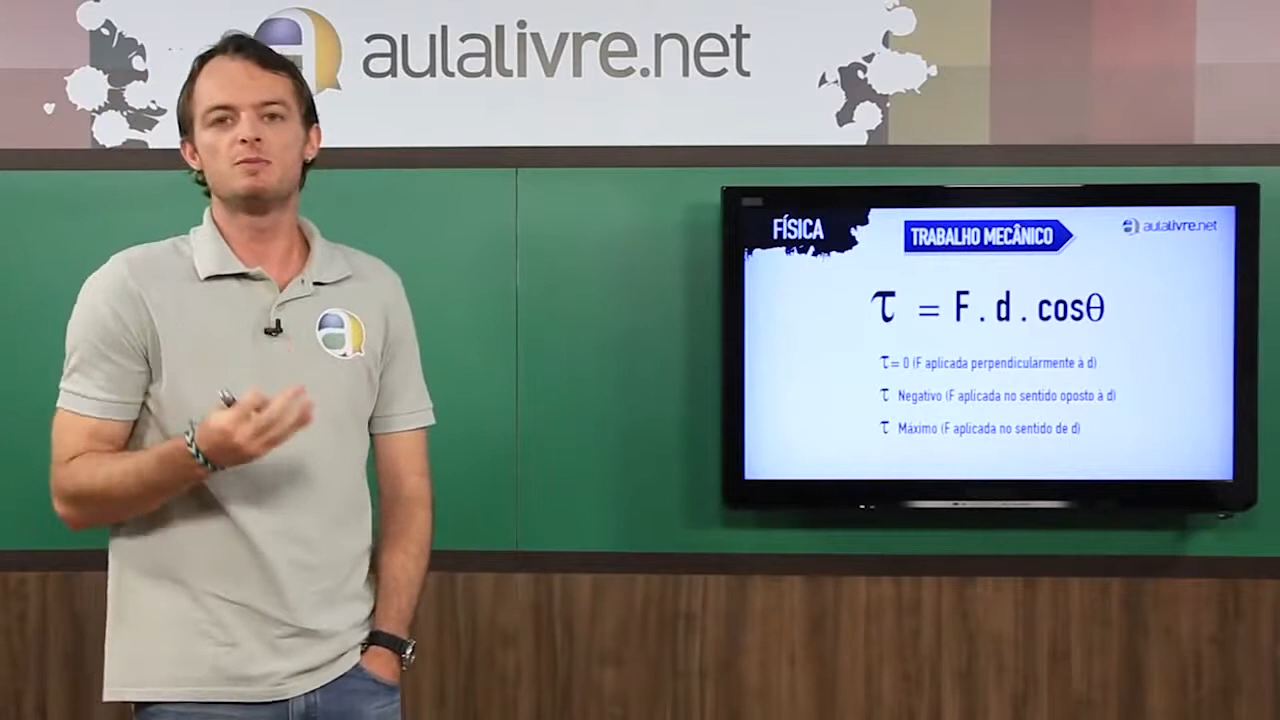 aulalivre.net
FÍSICA
TRABALHO MECÂNICO
aulalivre.net
τ = F . d . cosθ
τ = 0 (F aplicada perpendicularmente à d)
τ Negativo (F aplicada no sentido oposto à d)
τ Máximo (F aplicada no sentido de d)